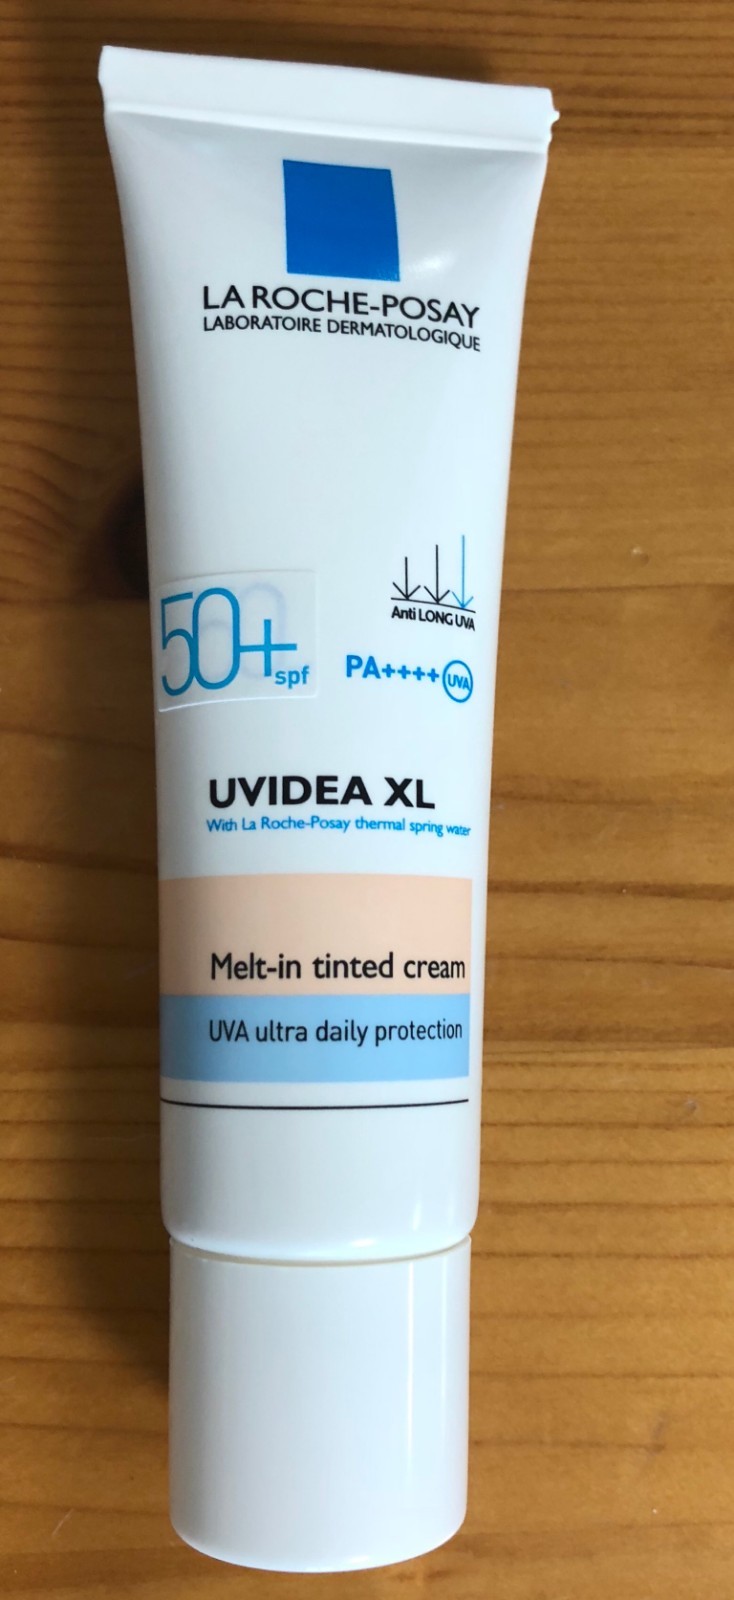 LA ROCHE-POSAY
LABORATOIRE DERMATOLOGIQUE
Anti LONG UVA
50+ spf
PA++++ UVA
UVIDEA XL
With La Roche-Posay thermal spring water
Melt-in tinted cream
UVA ultra daily protection